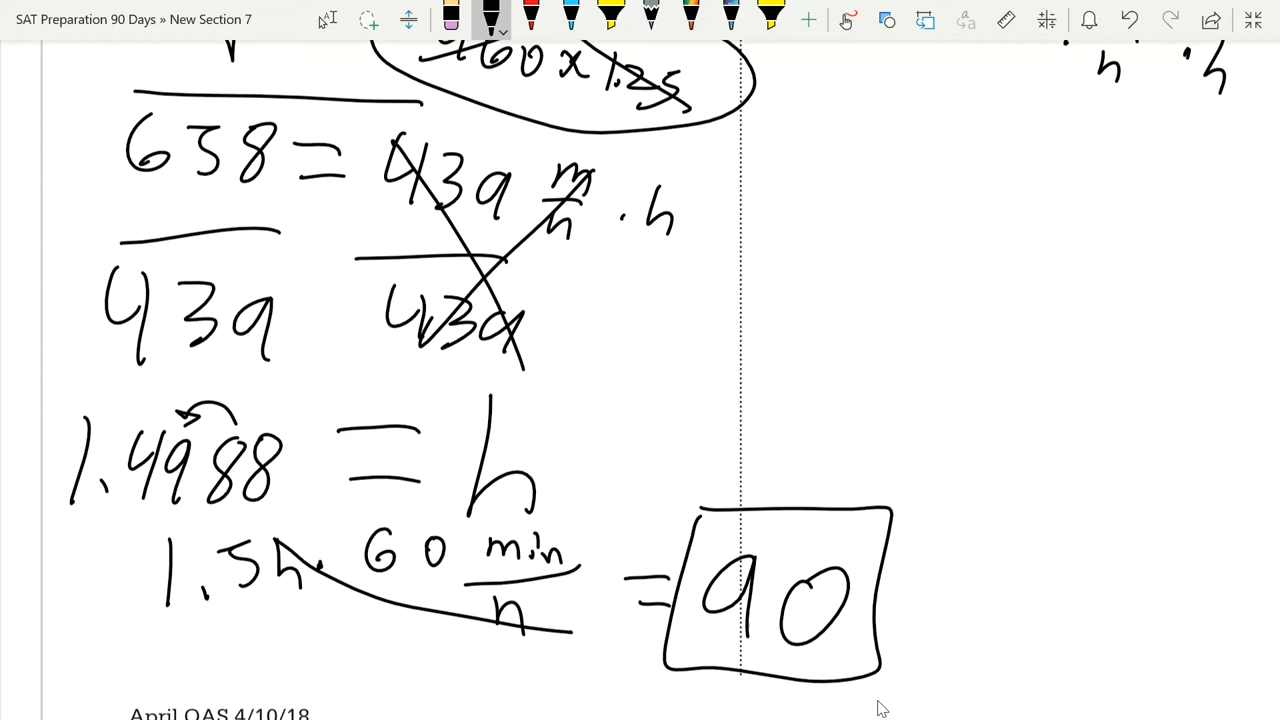 SAT Preparation 90 Days » New Section 7
60 x 1.25
h · h
658 = 439 m/h · h
439 439
1.4988 = h
1.5h · 60 min/h = 90
April QAS 4/10/18